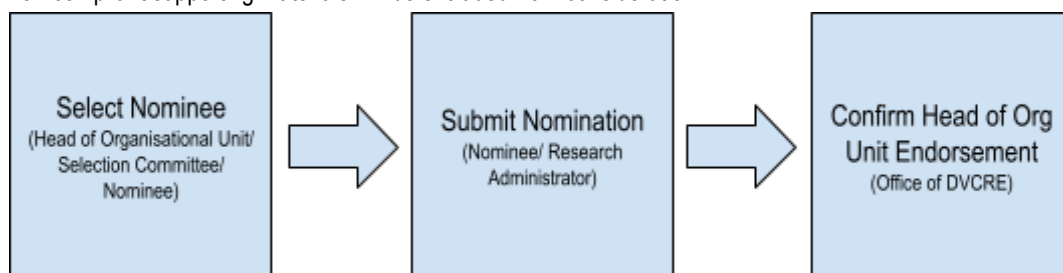 Select Nominee
(Head of Organisational Unit/
Selection Committee/
Nominee)
Submit Nomination
(Nominee/ Research
Administrator)
Confirm Head of Org
Unit Endorsement
(Office of DVCRE)